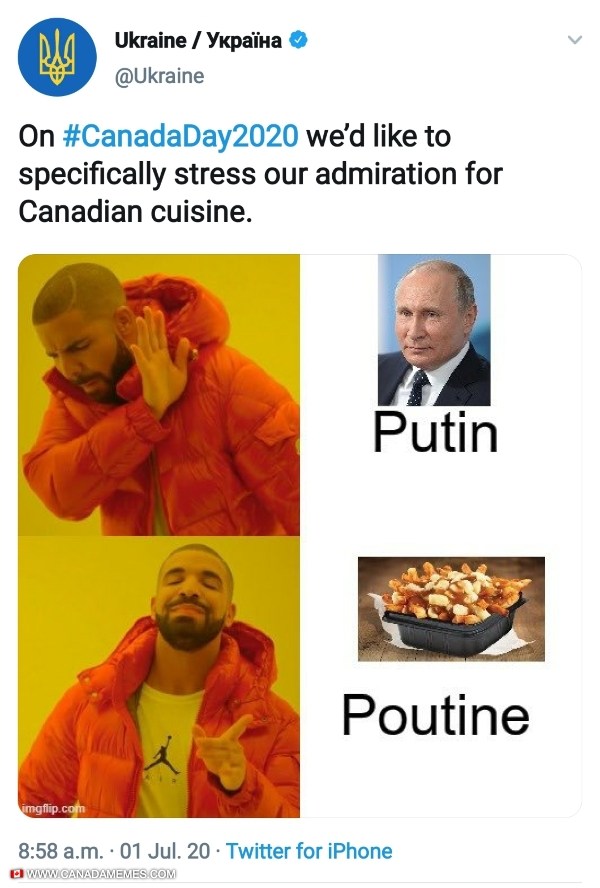 Ukraine / Україна
@Ukraine
On #CanadaDay2020 we’d like to
specifically stress our admiration for
Canadian cuisine.
Putin
Poutine
imgflip.com
8:58 a.m. · 01 Jul. 20 · Twitter for iPhone
WWW.CANADAMEMES.COM